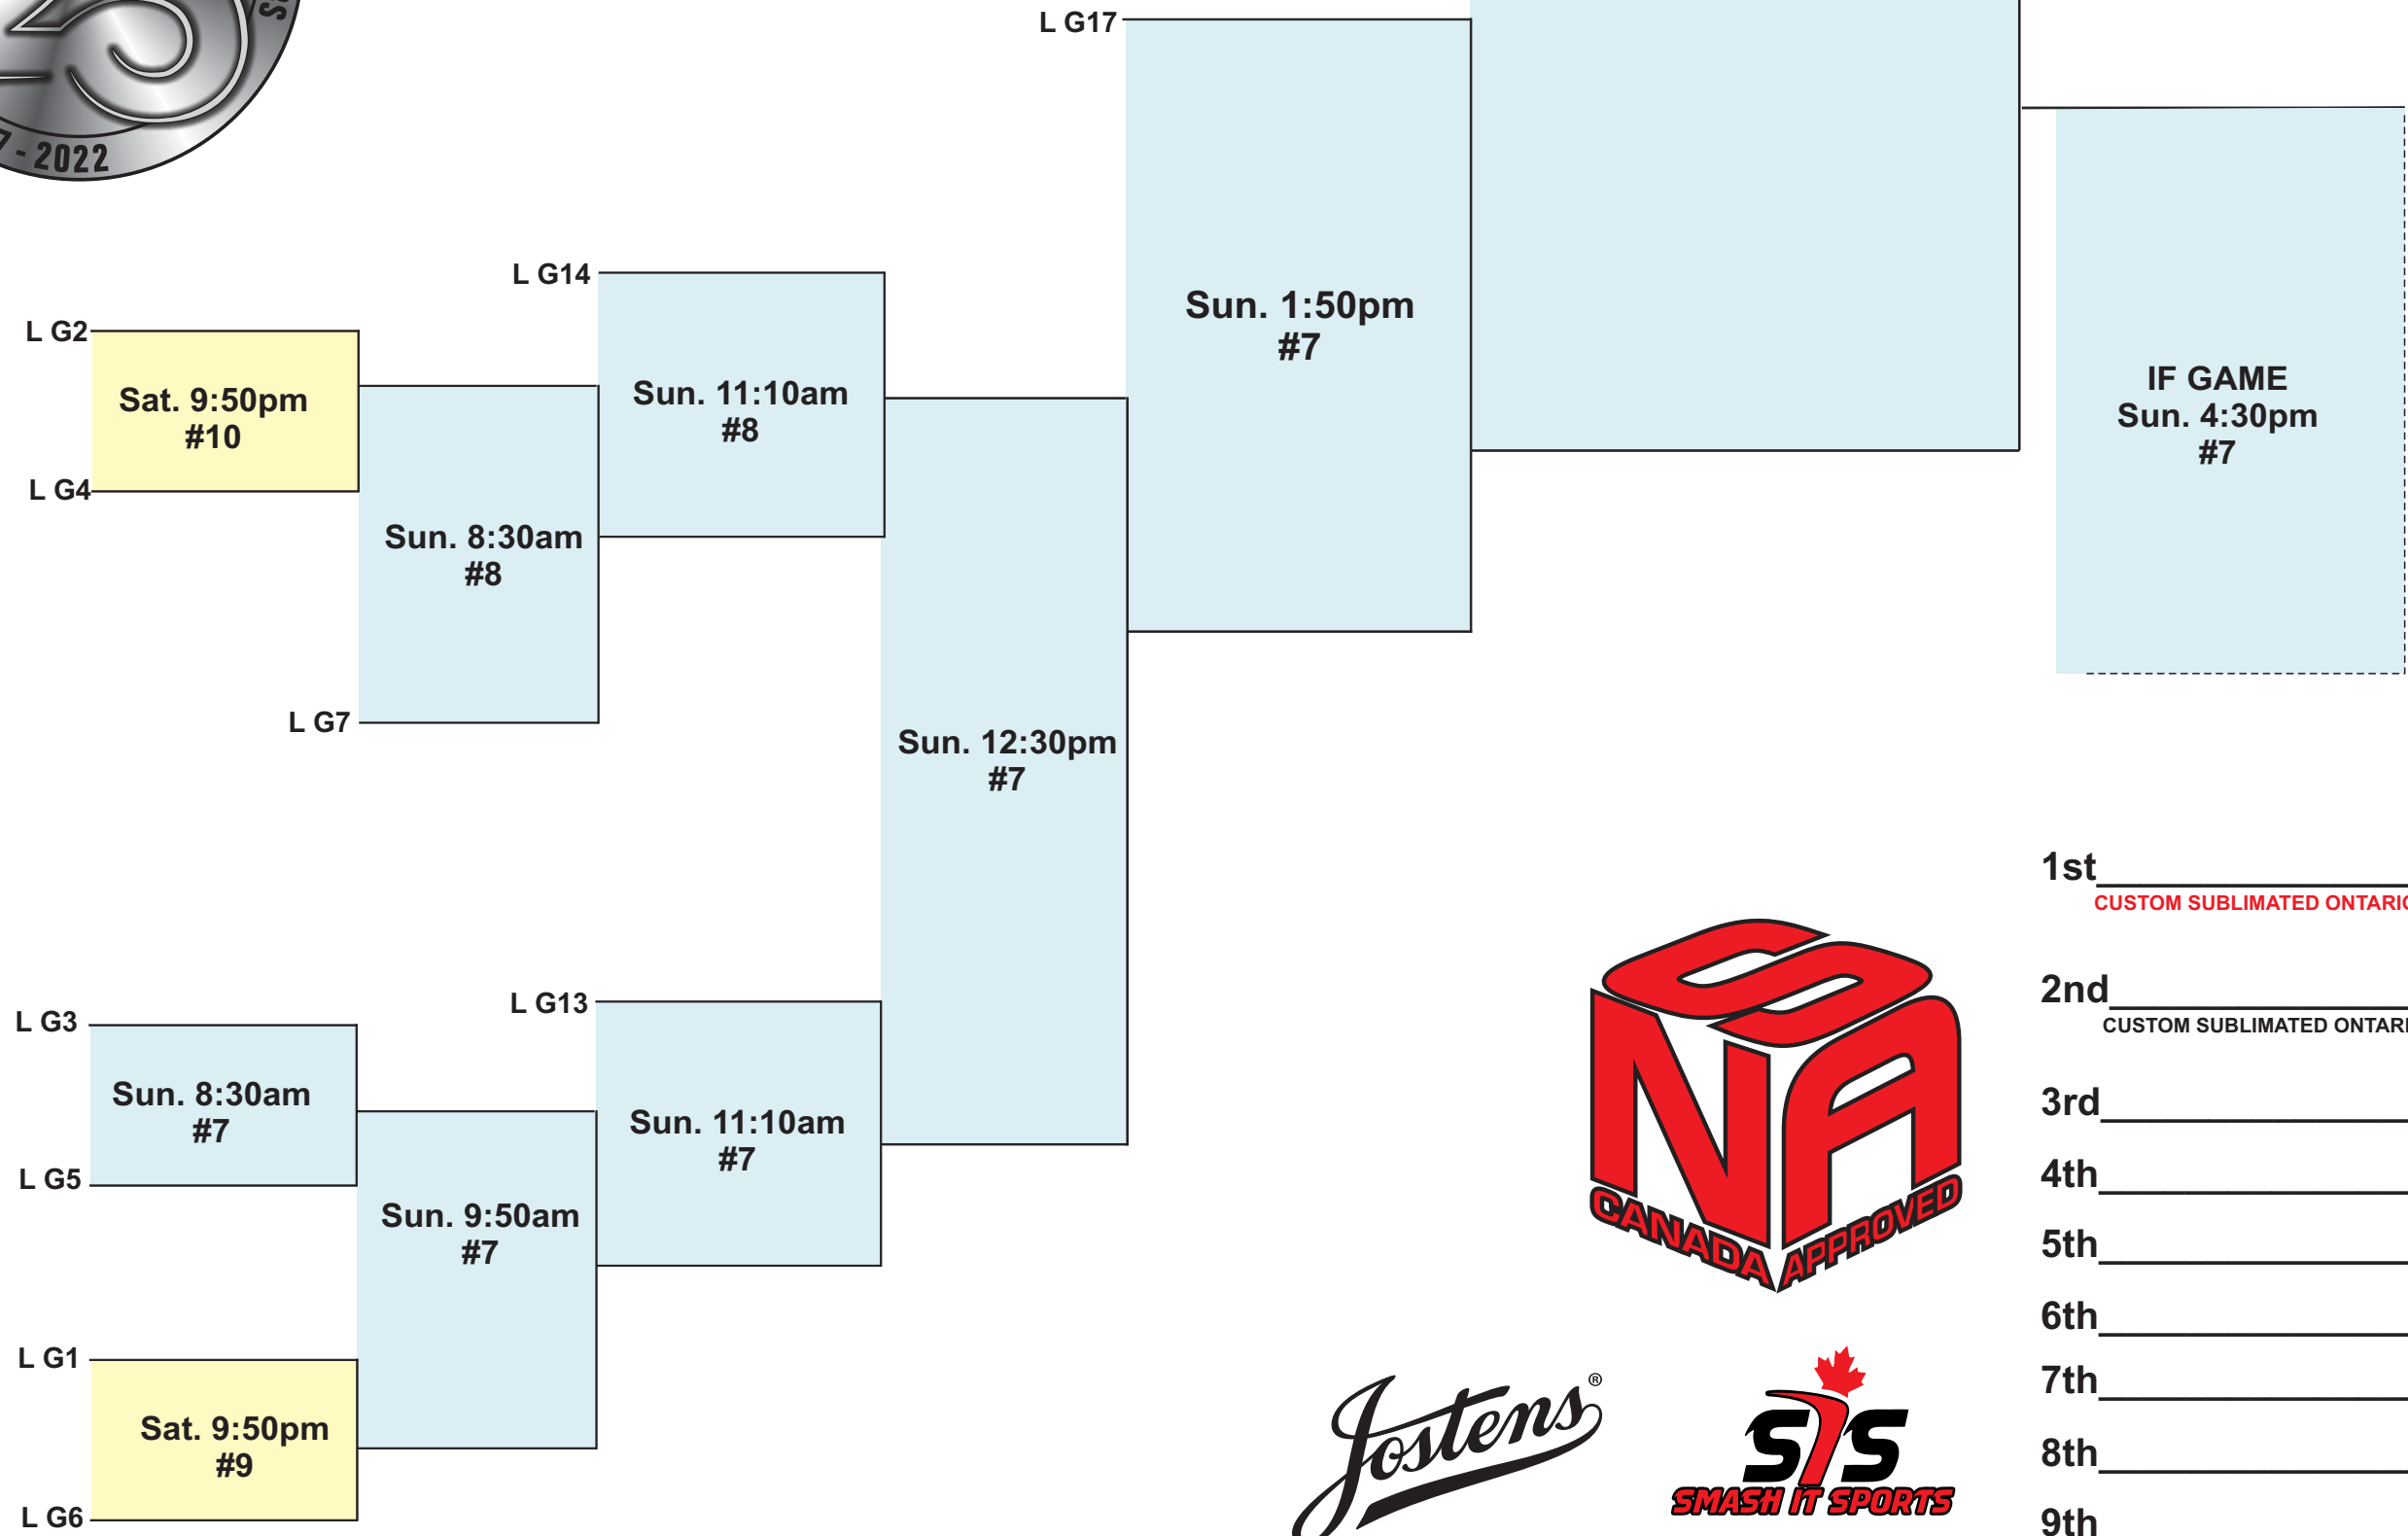 7 - 2022
L G17
L G14
L G2
Sat. 9:50pm
#10
L G4
Sun. 8:30am
#8
L G7
Sun. 11:10am
#8
Sun. 1:50pm
#7
IF GAME
Sun. 4:30pm
#7
Sun. 12:30pm
#7
L G3
Sun. 8:30am
#7
L G5
L G13
Sun. 9:50am
#7
Sun. 11:10am
#7
L G1
Sat. 9:50pm
#9
L G6
NSA
CANADA APPROVED
Jostens®
SIS
SMASH IT SPORTS
1st
CUSTOM SUBLIMATED
2nd
CUSTOM SUBLIMATED
3rd
4th
5th
6th
7th
8th
9th